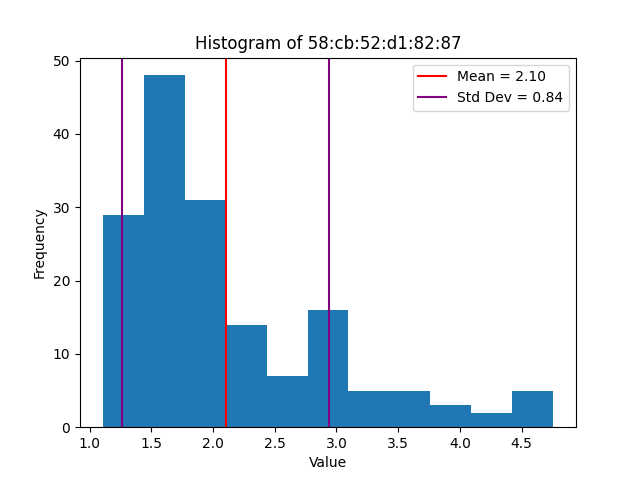 Histogram of 58:cb:52:d1:82:87
Mean = 2.10
Std Dev = 0.84
Frequency
50
40
30
20
10
0
1.0 1.5 2.0 2.5 3.0 3.5 4.0 4.5
Value